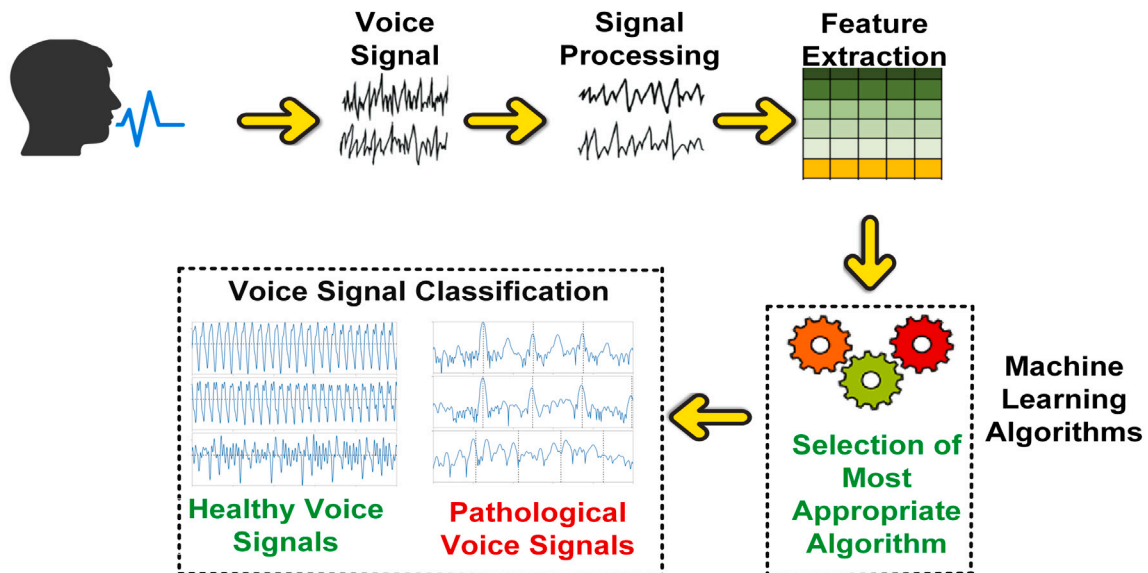 Voice
Signal
Signal
Processing
Feature
Extraction
Voice Signal Classification
Healthy Voice
Signals
Pathological
Voice Signals
Selection of
Most
Appropriate
Algorithm
Machine
Learning
Algorithms